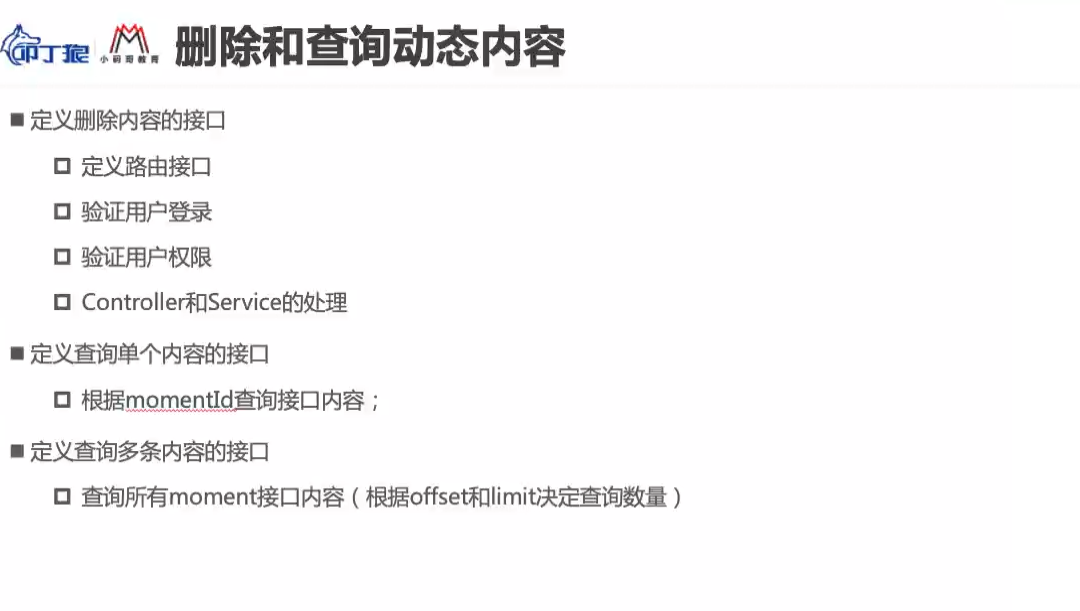 叩丁狼 小码哥教育 删除和查询动态内容
定义删除内容的接口
定义路由接口
验证用户登录
验证用户权限
Controller和Service的处理
定义查询单个内容的接口
根据momentId查询接口内容；
定义查询多条内容的接口
查询所有moment接口内容（根据offset和limit决定查询数量）